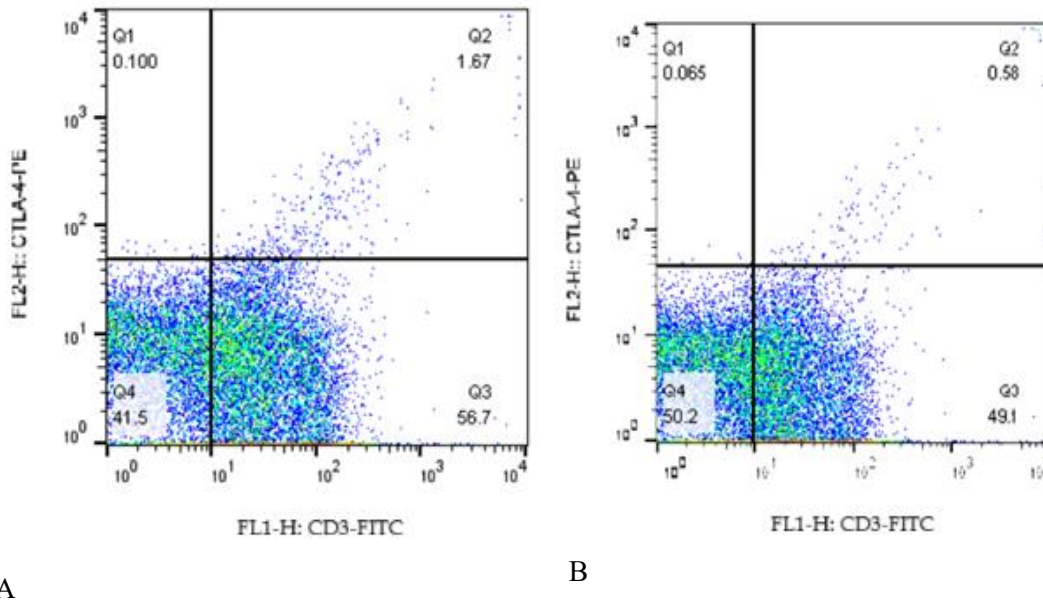 10^4
Q1
0.100
Q2
1.67
10^3
10^2
10^1
10^0
Q4
41.5
Q3
56.7
10^0 10^1 10^2 10^3 10^4
FL2-H:: CTLA-4-PE
FL1-H: CD3-FITC
A
10^4
Q1
0.065
Q2
0.58
10^3
10^2
10^1
10^0
Q4
50.2
Q3
49.1
10^0 10^1 10^2 10^3
FL2-H:: CTLA-4-PE
FL1-H: CD3-FITC
B